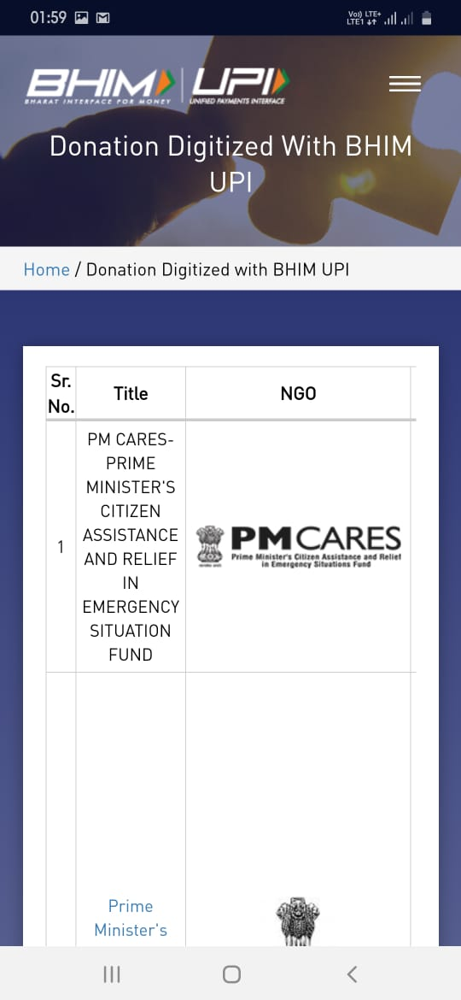 01:59
Vo)) LTE+
LTE1 ↓↑
BHIM UPI
BHARAT INTERFACE FOR MONEY UNIFIED PAYMENTS INTERFACE
Donation Digitized With BHIM
UPI
Home / Donation Digitized with BHIM UPI
Sr.
No.
Title
NGO
1
PM CARES-
PRIME
MINISTER'S
CITIZEN
ASSISTANCE
AND RELIEF
IN
EMERGENCY
SITUATION
FUND
PM CARES
Prime Minister's Citizen Assistance and Relief
in Emergency Situations Fund
Prime
Minister's